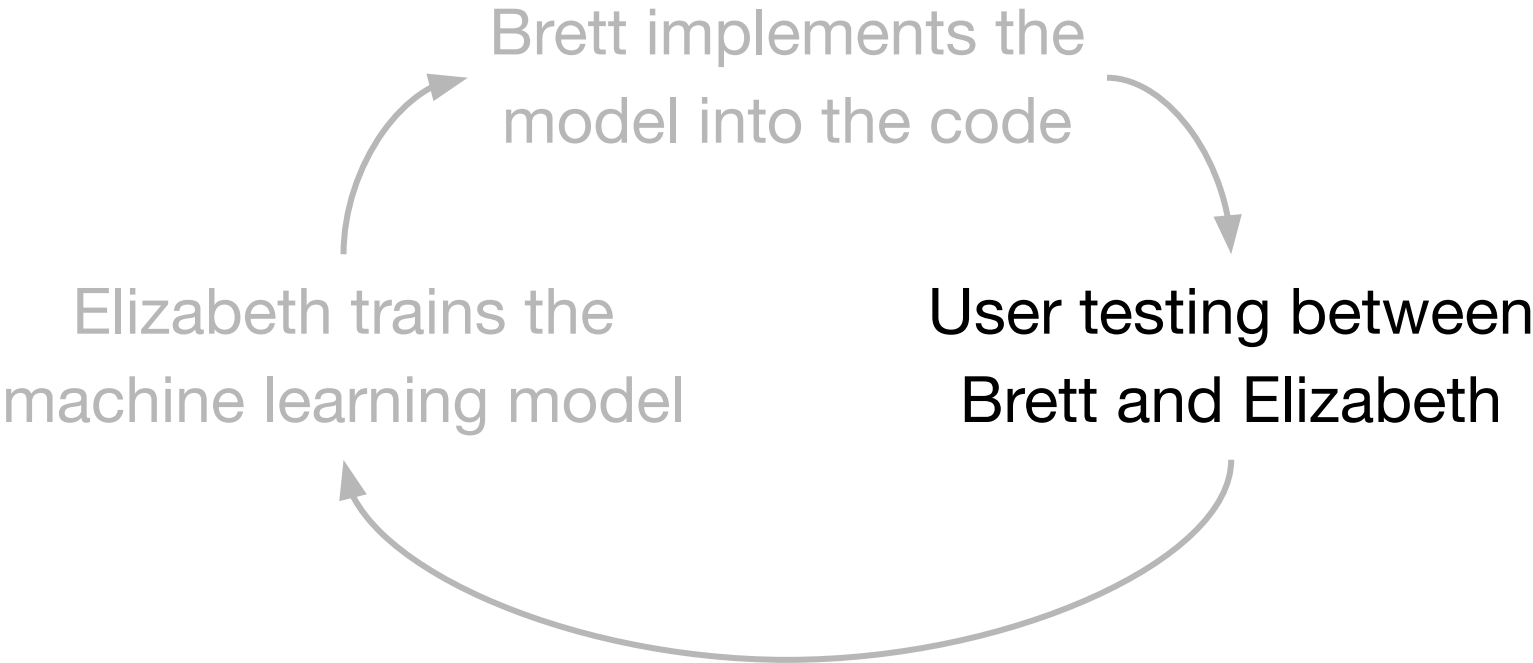 Brett implements the
model into the code
Elizabeth trains the
machine learning model
User testing between
Brett and Elizabeth